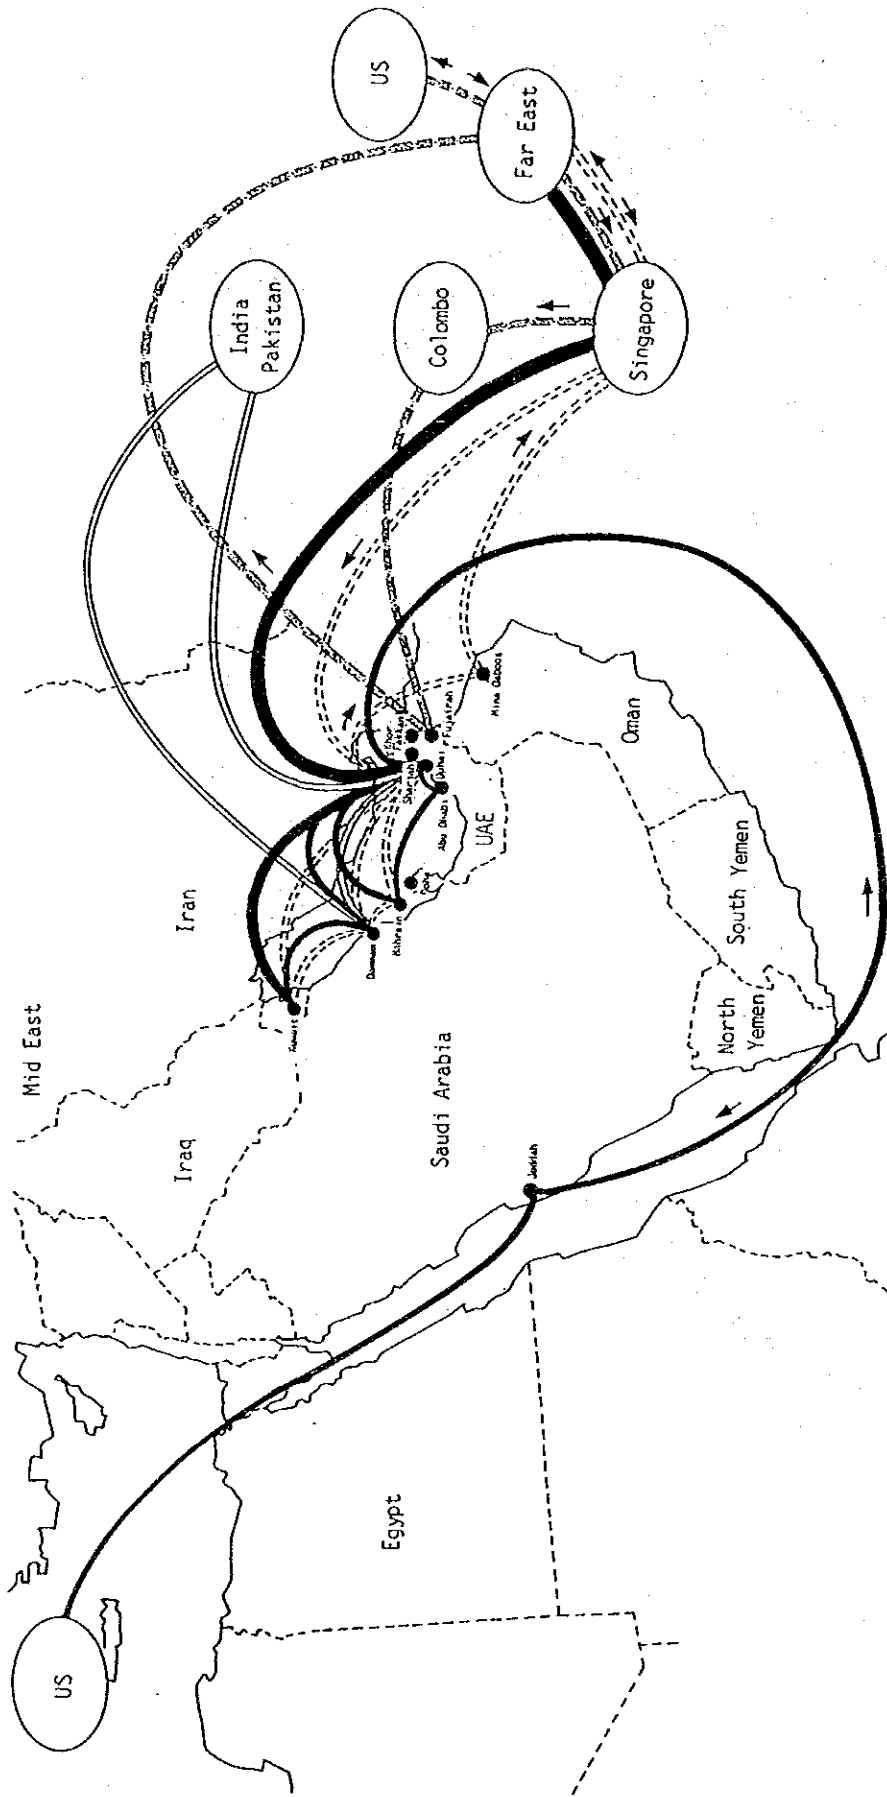 Mid East
US
Egypt
Iraq
Iran
Saudi Arabia
Jeddah
North
Yemen
South Yemen
Oman
UAE
Kuwait
Dammam
Bahrain
Doha
Abu Dhabi
Dubai
Sharjah
Khor
Fakkan
Fujairah
Mina Qaboos
India
Pakistan
Colombo
Singapore
Far East
US